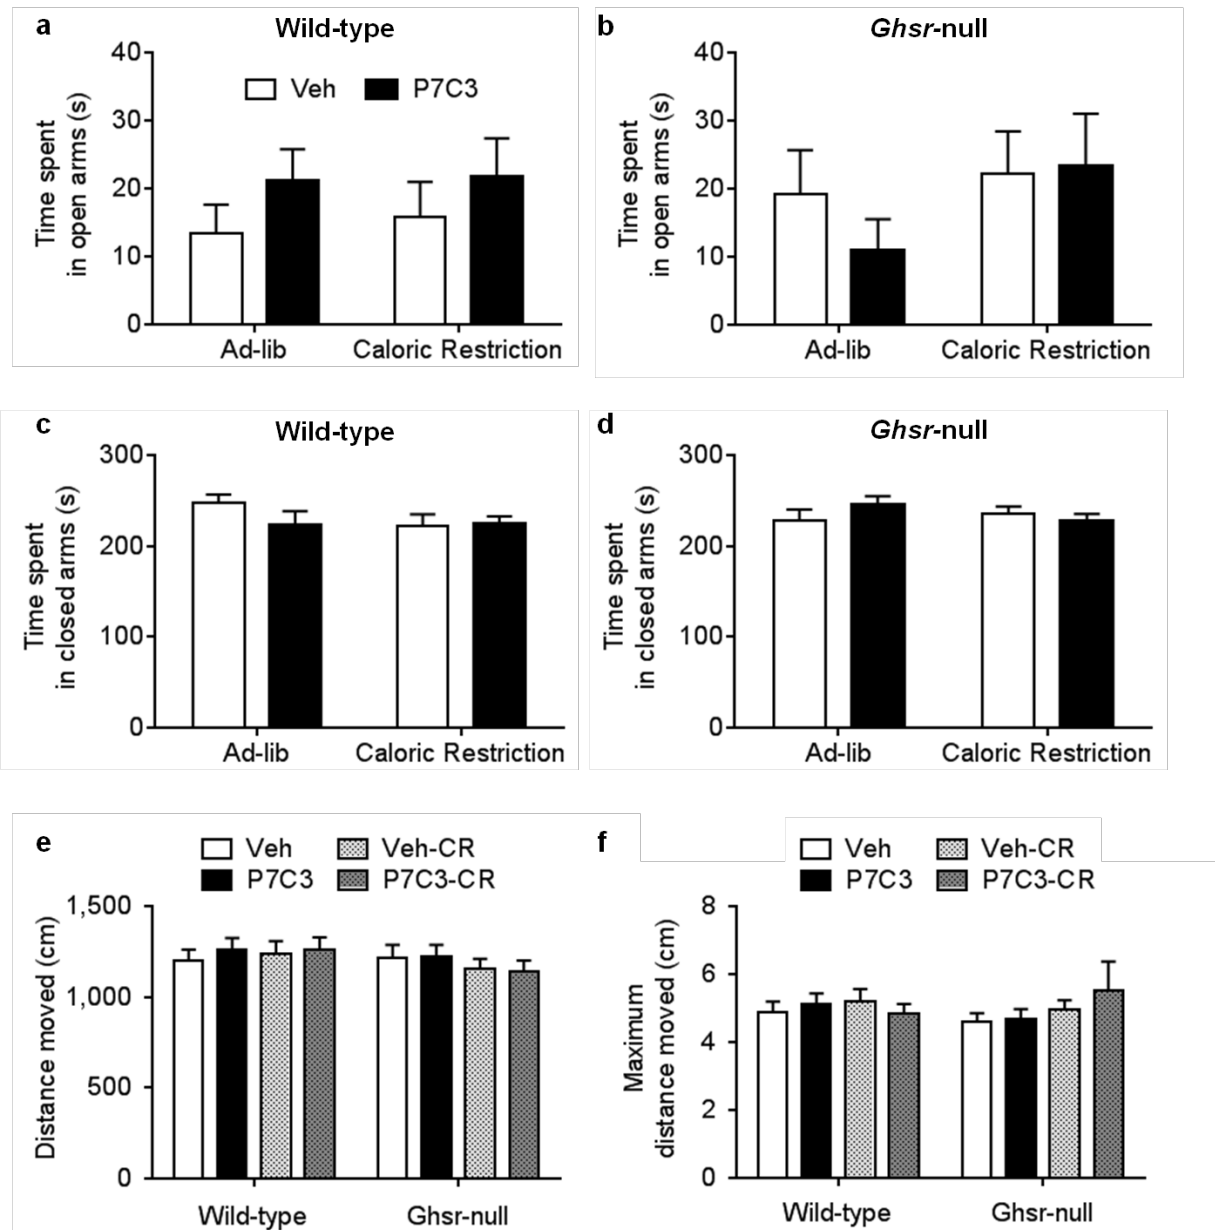 a
Wild-type
40
30
20
10
0
Time spent
in open arms (s)
Veh
P7C3
Ad-lib
Caloric Restriction
b
Ghsr-null
40
30
20
10
0
Time spent
in open arms (s)
Ad-lib
Caloric Restriction
c
Wild-type
300
200
100
0
Time spent
in closed arms (s)
Ad-lib
Caloric Restriction
d
Ghsr-null
300
200
100
0
Time spent
in closed arms (s)
Ad-lib
Caloric Restriction
e
Veh
Veh-CR
P7C3
P7C3-CR
1,500
1,000
500
0
Distance moved (cm)
Wild-type
Ghsr-null
f
Veh
Veh-CR
P7C3
P7C3-CR
8
6
4
2
0
Maximum
distance moved (cm)
Wild-type
Ghsr-null